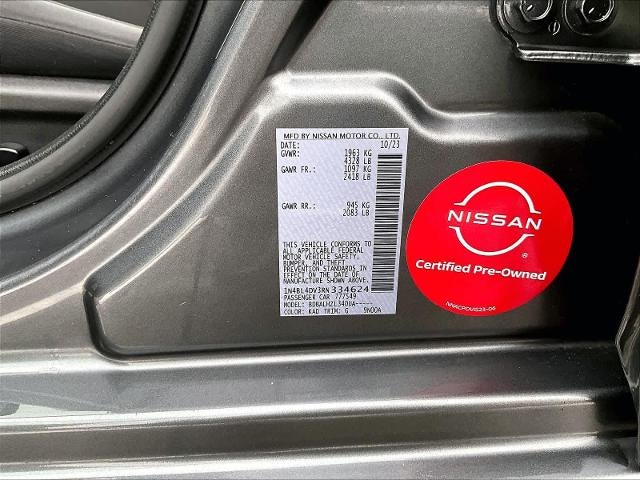 MFD BY NISSAN MOTOR CO., LTD.
DATE: 10/23
GVWR: 1963 KG
4328 LB
GAWR FR.: 1097 KG
2418 LB
GAWR RR.: 945 KG
2083 LB
THIS VEHICLE CONFORMS TO
ALL APPLICABLE FEDERAL
MOTOR VEHICLE SAFETY,
BUMPER, AND THEFT
PREVENTION STANDARDS IN
EFFECT ON THE DATE OF
MANUFACTURE SHOWN ABOVE.
1N4BL4DV3RN334624
PASSENGER CAR 777549
COLOR: KAD TRIM: G 9N00A
NISSAN
®
Certified Pre-Owned